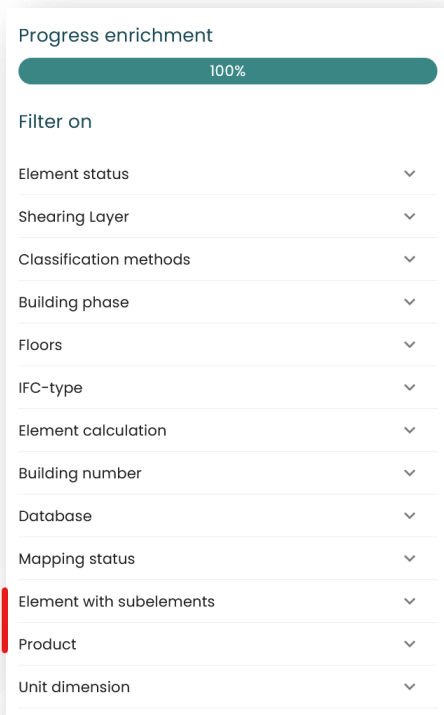 Progress enrichment
100%
Filter on
Element status
Shearing Layer
Classification methods
Building phase
Floors
IFC-type
Element calculation
Building number
Database
Mapping status
Element with subelements
Product
Unit dimension